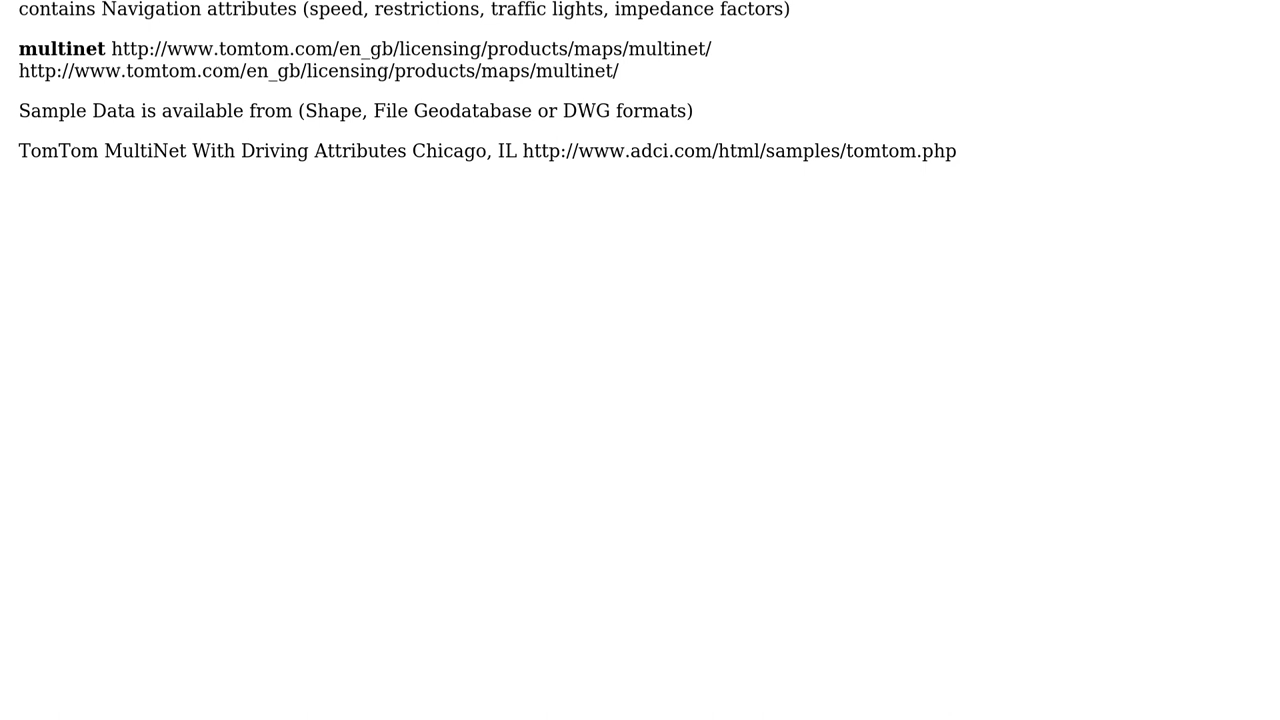 contains Navigation attributes (speed, restrictions, traffic lights, impedance factors)
multinet http://www.tomtom.com/en_gb/licensing/products/maps/multinet/
http://www.tomtom.com/en_gb/licensing/products/maps/multinet/
Sample Data is available from (Shape, File Geodatabase or DWG formats)
TomTom MultiNet With Driving Attributes Chicago, IL http://www.adci.com/html/samples/tomtom.php